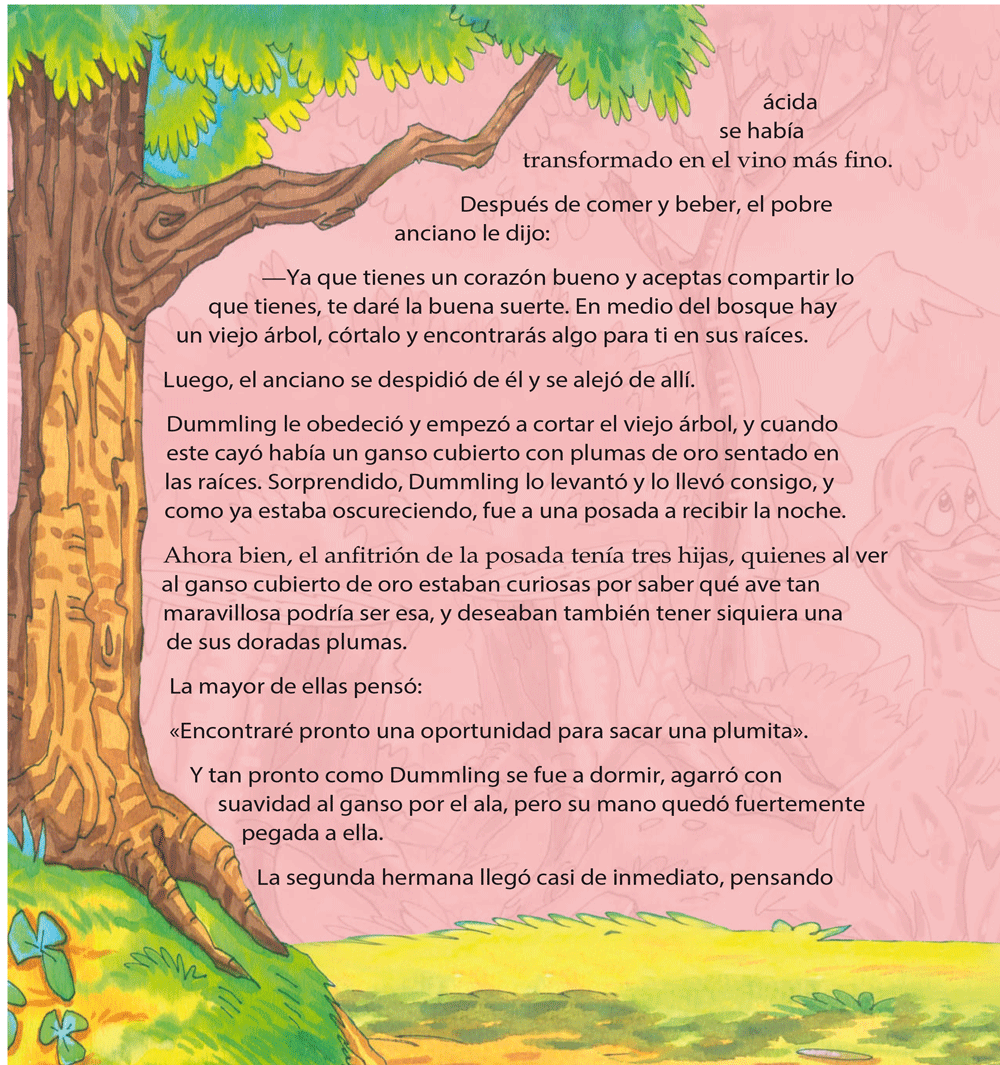 ácida
se había
transformado en el vino más fino.
Después de comer y beber, el pobre
anciano le dijo:
—Ya que tienes un corazón bueno y aceptas compartir lo
que tienes, te daré la buena suerte. En medio del bosque hay
un viejo árbol, córtalo y encontrarás algo para ti en sus raíces.
Luego, el anciano se despidió de él y se alejó de allí.
Dummling le obedeció y empezó a cortar el viejo árbol, y cuando
este cayó había un ganso cubierto con plumas de oro sentado en
las raíces. Sorprendido, Dummling lo levantó y lo llevó consigo, y
como ya estaba oscureciendo, fue a una posada a recibir la noche.
Ahora bien, el anfitrión de la posada tenía tres hijas, quienes al ver
al ganso cubierto de oro estaban curiosas por saber qué ave tan
maravillosa podría ser esa, y deseaban también tener siquiera una
de sus doradas plumas.
La mayor de ellas pensó:
«Encontraré pronto una oportunidad para sacar una plumita».
Y tan pronto como Dummling se fue a dormir, agarró con
suavidad al ganso por el ala, pero su mano quedó fuertemente
pegada a ella.
La segunda hermana llegó casi de inmediato, pensando